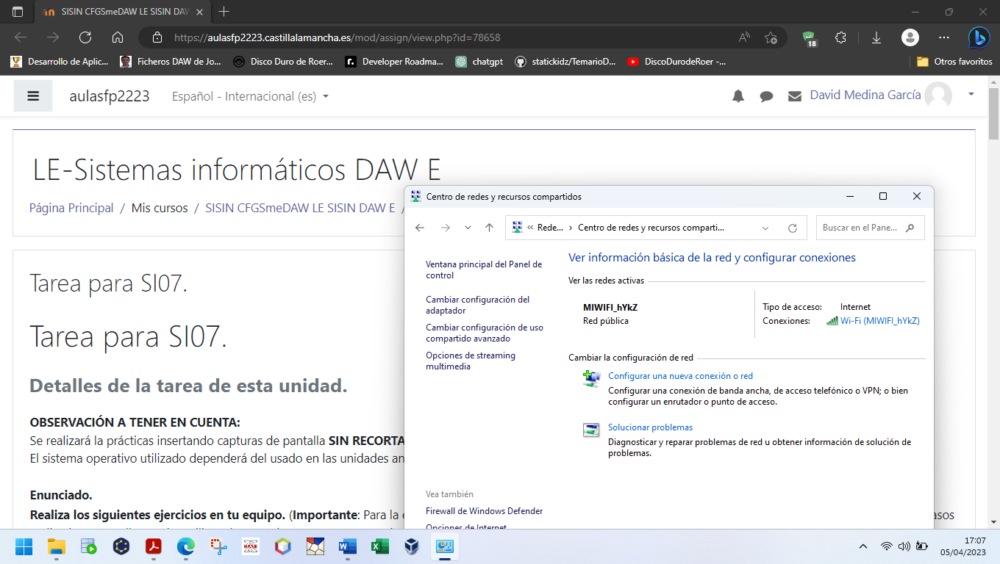 SISIN CFGSmeDAW LE SISIN DAW
https://aulasfp2223.castillalamancha.es/mod/assign/view.php?id=78658
18
Desarrollo de Aplic...
Ficheros DAW de Jo...
Disco Duro de Roer...
Developer Roadma...
chatgpt
statickidz/TemarioD...
DiscoDurodeRoer -...
Otros favoritos
aulasfp2223
Español - Internacional (es)
David Medina García
LE-Sistemas informáticos DAW E
Página Principal / Mis cursos / SISIN CFGSmeDAW LE SISIN DAW E /
Tarea para SI07.
Tarea para SI07.
Detalles de la tarea de esta unidad.
OBSERVACIÓN A TENER EN CUENTA:
Se realizará la prácticas insertando capturas de pantalla SIN RECORTA
El sistema operativo utilizado dependerá del usado en las unidades an
Enunciado.
Realiza los siguientes ejercicios en tu equipo. (Importante: Para la e
asos
Centro de redes y recursos compartidos
« Rede... > Centro de redes y recursos comparti...
Buscar en el Pane...
Ventana principal del Panel de
control
Cambiar configuración del
adaptador
Cambiar configuración de uso
compartido avanzado
Opciones de streaming
multimedia
Ver información básica de la red y configurar conexiones
Ver las redes activas
MIWIFI_hYkZ
Red pública
Tipo de acceso: Internet
Conexiones: Wi-Fi (MIWIFI_hYkZ)
Cambiar la configuración de red
Configurar una nueva conexión o red
Configurar una conexión de banda ancha, de acceso telefónico o VPN; o bien
configurar un enrutador o punto de acceso.
Solucionar problemas
Diagnosticar y reparar problemas de red u obtener información de solución de
problemas.
Vea también
Firewall de Windows Defender
Opciones de Internet
BASE
17:07
05/04/2023